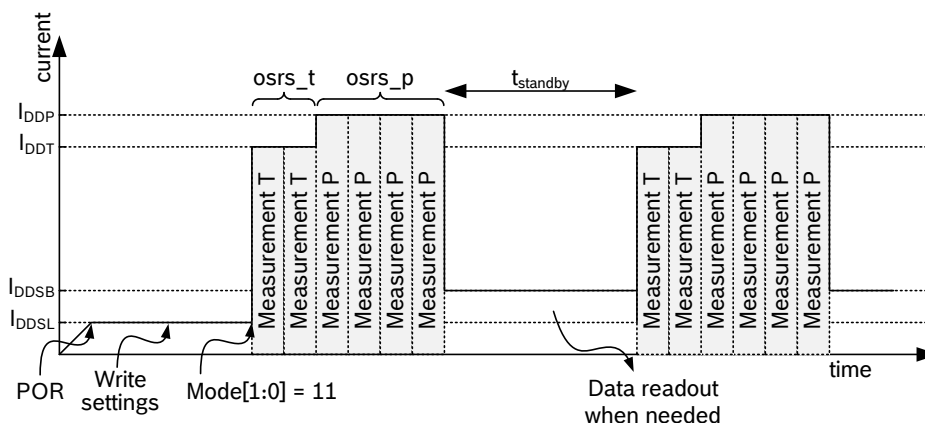 current
osrs_t
osrs_p
tstandby
IDDP
IDDT
Measurement T
Measurement T
Measurement P
Measurement P
Measurement P
Measurement P
Measurement T
Measurement T
Measurement P
Measurement P
Measurement P
Measurement P
IDDSB
IDDSL
time
POR
Write
settings
Mode[1:0] = 11
Data readout
when needed